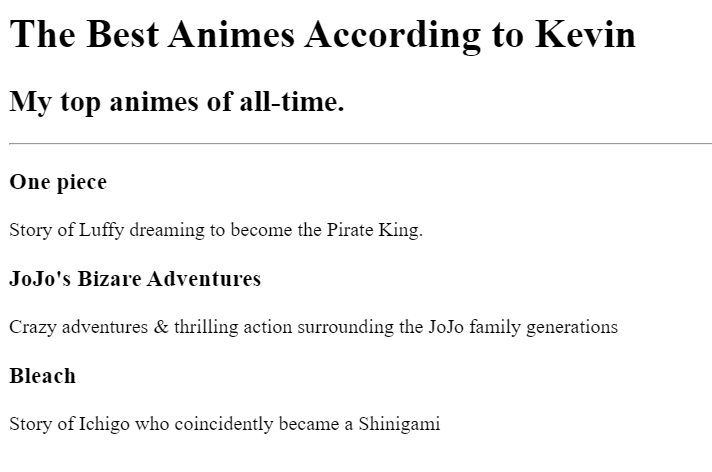 The Best Animes According to Kevin
My top animes of all-time.
One piece
Story of Luffy dreaming to become the Pirate King.
JoJo's Bizare Adventures
Crazy adventures & thrilling action surrounding the JoJo family generations
Bleach
Story of Ichigo who coincidently became a Shinigami